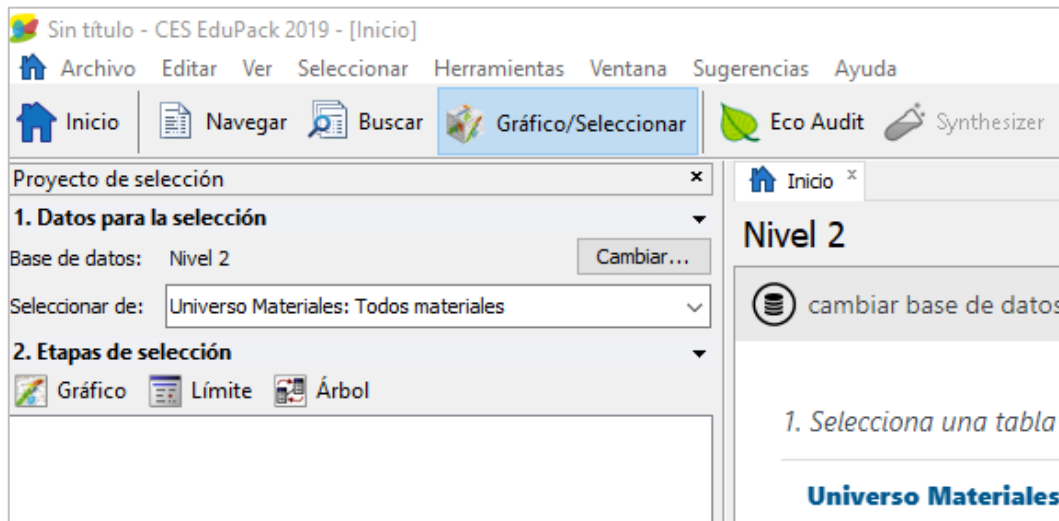 Sin título - CES EduPack 2019 - [Inicio]
Archivo Editar Ver Seleccionar Herramientas Ventana Sugerencias Ayuda
Inicio Navegar Buscar Gráfico/Seleccionar Eco Audit Synthesizer
Proyecto de selección x
1. Datos para la selección
Base de datos: Nivel 2 Cambiar...
Seleccionar de: Universo Materiales: Todos materiales
2. Etapas de selección
Gráfico Límite Árbol
Inicio x
Nivel 2
cambiar base de datos
1. Selecciona una tabla
Universo Materiales